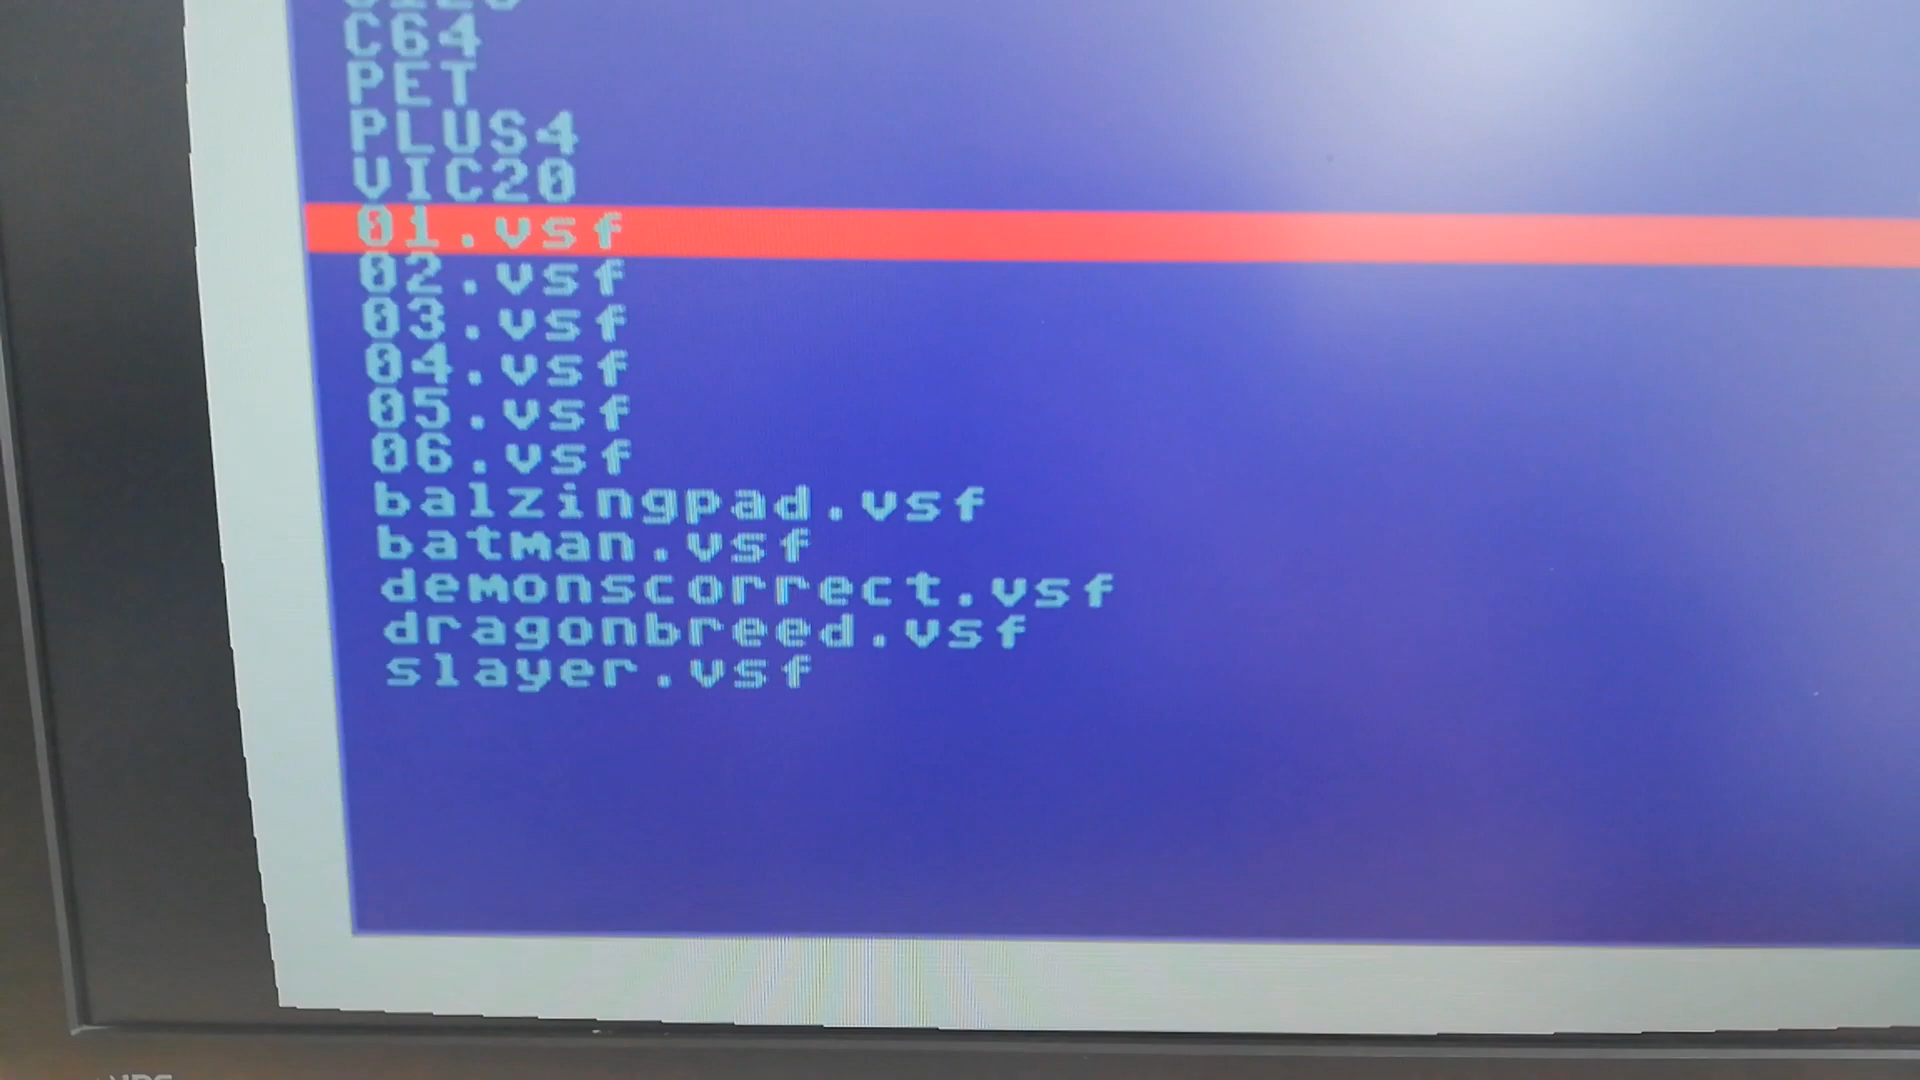 C64
PET
PLUS4
VIC20
01.vsf
02.vsf
03.vsf
04.vsf
05.vsf
06.vsf
balzingpad.vsf
batman.vsf
demonscorrect.vsf
dragonbreed.vsf
slayer.vsf